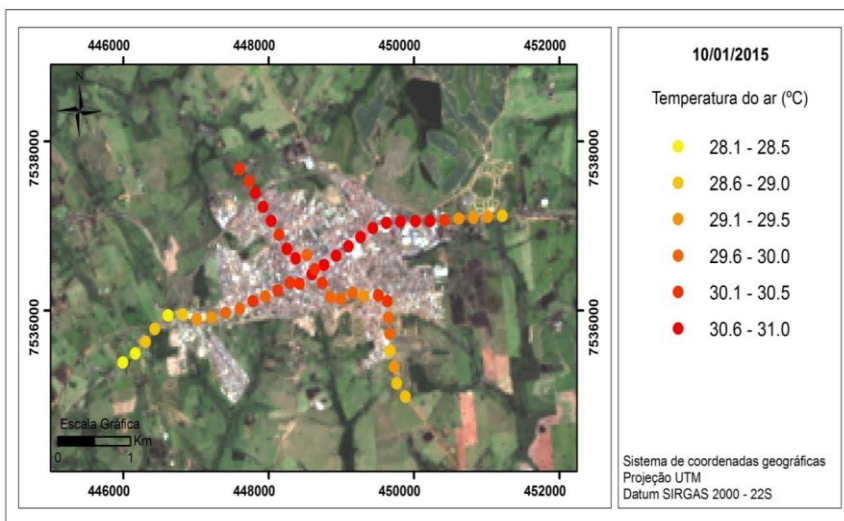 446000 448000 450000 452000
N
7538000 7538000
7536000 7536000
Escala Gráfica
Km
0 1
446000 448000 450000 452000
10/01/2015
Temperatura do ar (ºC)
28.1 - 28.5
28.6 - 29.0
29.1 - 29.5
29.6 - 30.0
30.1 - 30.5
30.6 - 31.0
Sistema de coordenadas geográficas
Projeção UTM
Datum SIRGAS 2000 - 22S